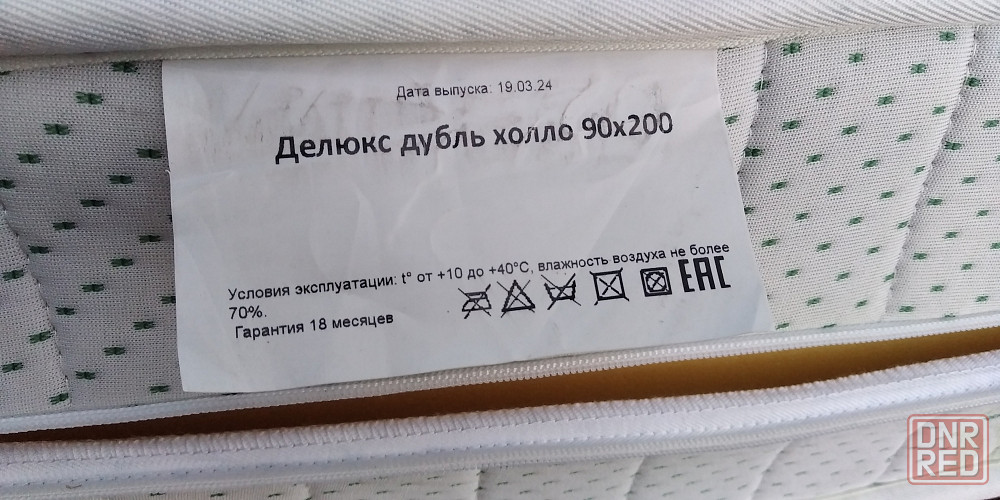 Дата выпуска: 19.03.24
Делюкс дубль холло 90х200
Условия эксплуатации: t° от +10 до +40°C, влажность воздуха не более
70%.
Гарантия 18 месяцев
EAC
DNR
RED